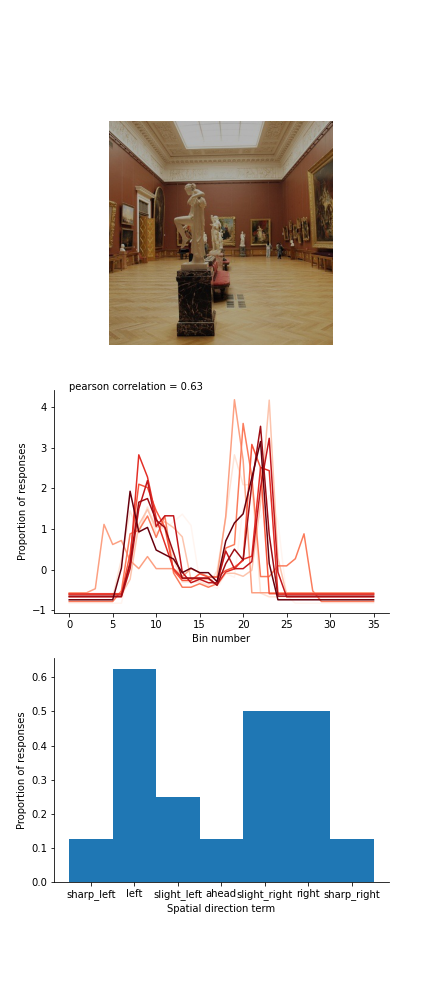 pearson correlation = 0.63
Proportion of responses
4
3
2
1
0
−1
0 5 10 15 20 25 30 35
Bin number
Proportion of responses
0.6
0.5
0.4
0.3
0.2
0.1
0.0
sharp_left left slight_left ahead slight_right right sharp_right
Spatial direction term